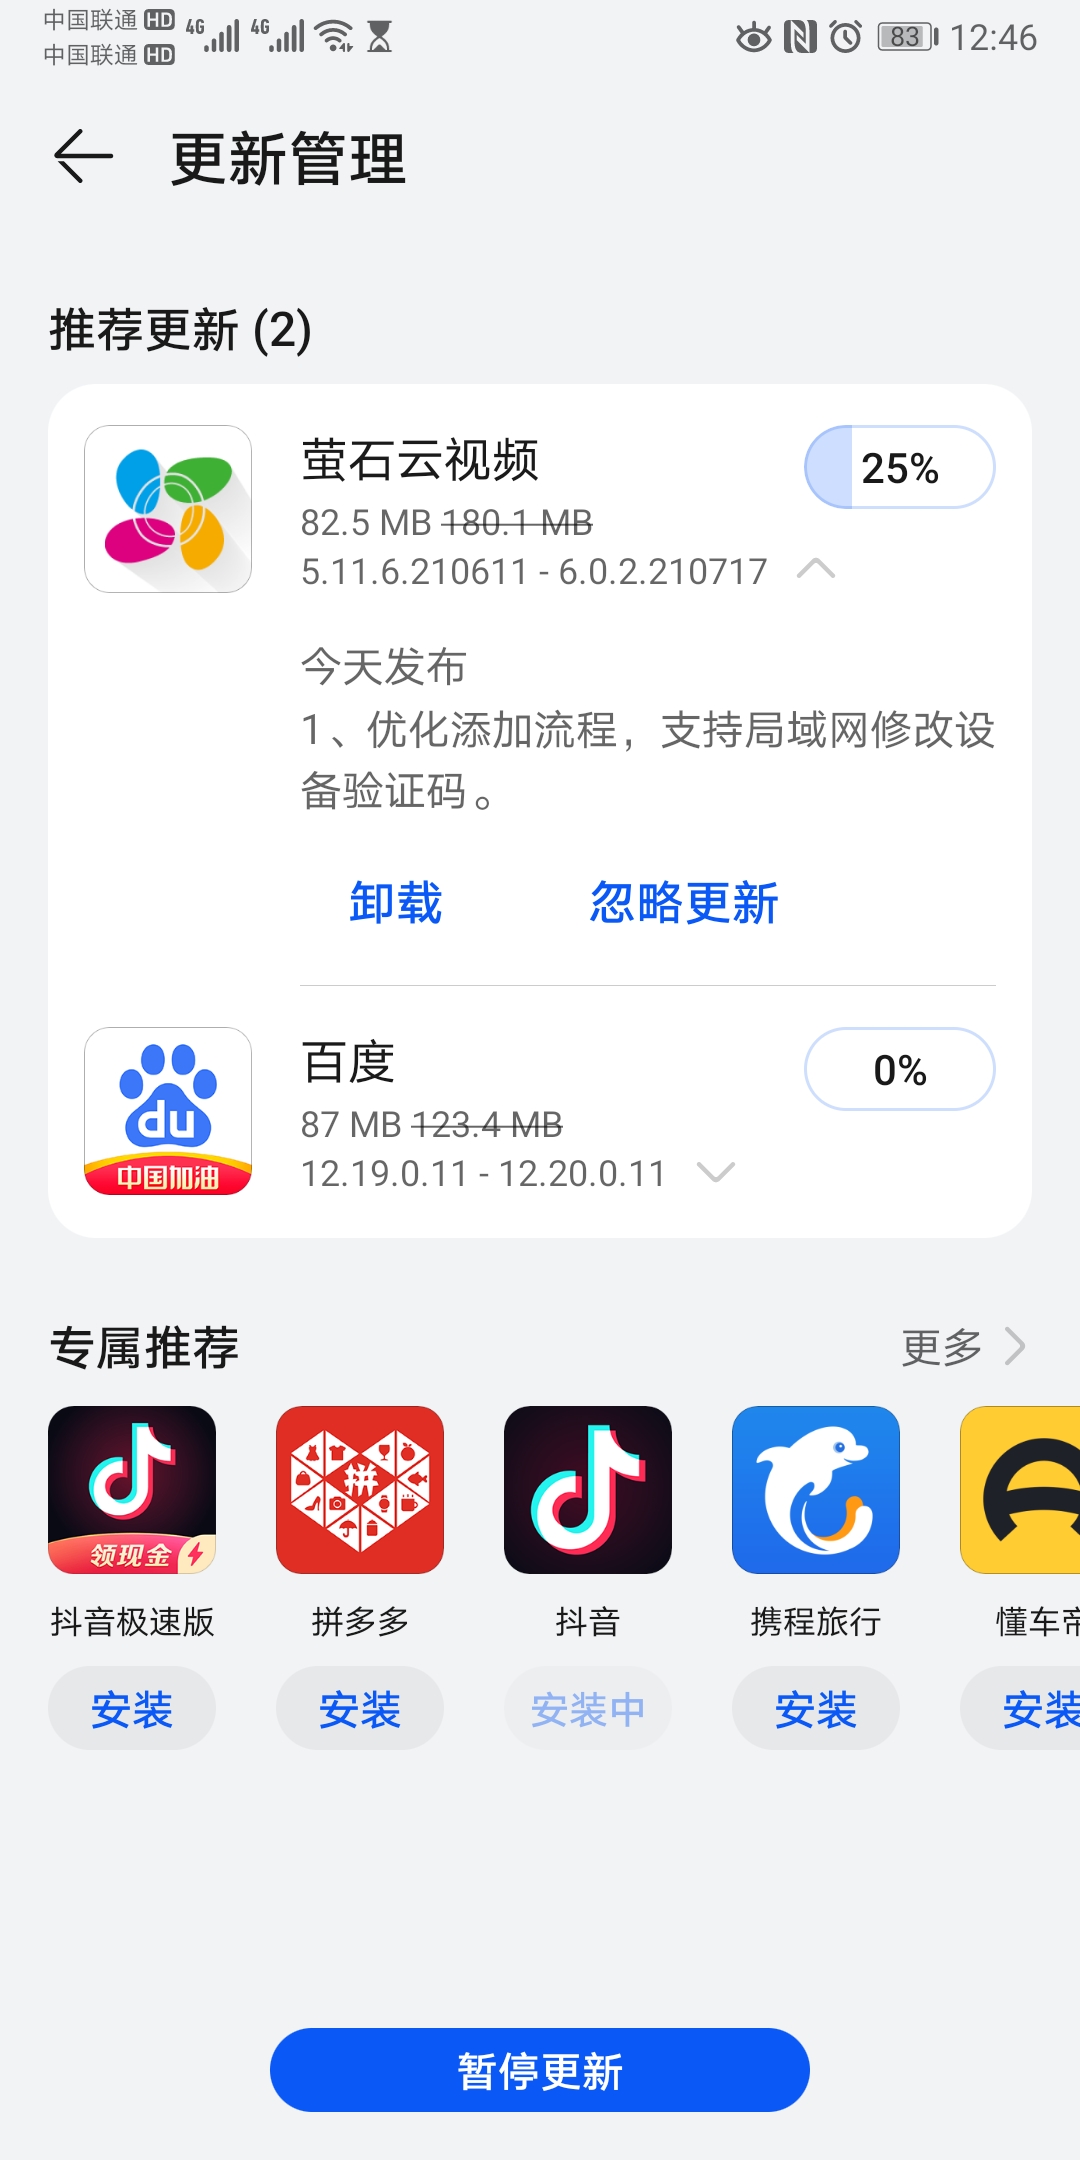 中国联通 HD 4G 4G 83 12:46
中国联通 HD
更新管理
推荐更新 (2)
萤石云视频
25%
82.5 MB 180.1 MB
5.11.6.210611 - 6.0.2.210717
今天发布
1、优化添加流程，支持局域网修改设
备验证码。
卸载 忽略更新
百度
0%
du
中国加油
87 MB 123.4 MB
12.19.0.11 - 12.20.0.11
专属推荐 更多
领现金
拼
抖音极速版 拼多多 抖音 携程旅行 懂车帝
安装 安装 安装中 安装 安装
暂停更新